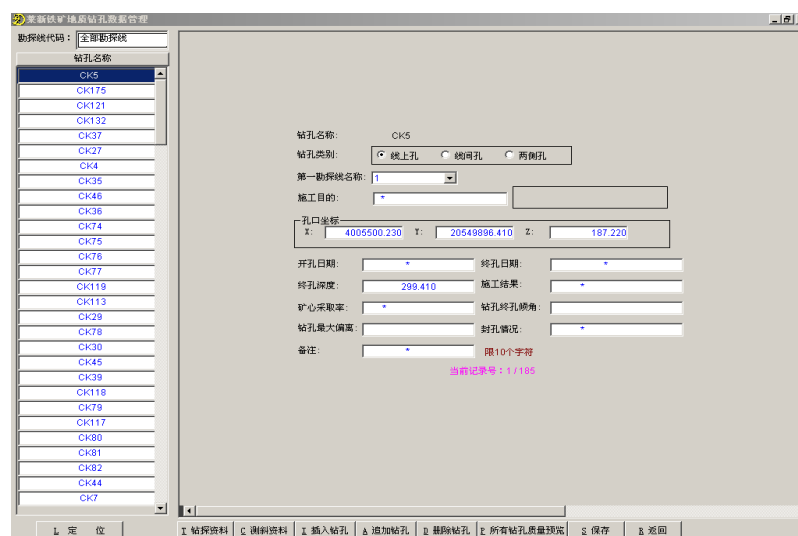 莱新铁矿地质钻孔数据管理
勘探线代码： 全部勘探线
钻孔名称
CK5
CK175
CK121
CK132
CK37
CK27
CK4
CK35
CK46
CK36
CK74
CK75
CK76
CK77
CK119
CK113
CK29
CK78
CK30
CK45
CK39
CK118
CK79
CK117
CK80
CK81
CK82
CK44
CK7
L 定 位
钻孔名称: CK5
钻孔类别: 线上孔 线间孔 两侧孔
第一勘探线名称: 1
施工目的: *
孔口坐标
X: 4005500.230 Y: 20549896.410 Z: 187.220
开孔日期: * 终孔日期: *
终孔深度: 299.410 施工结果: *
矿心采取率: * 钻孔终孔倾角:
钻孔最大偏离: 封孔情况: *
备注: * 限10个字符
当前记录号：1 / 185
T 钻探资料 C 测斜资料 I 插入钻孔 A 追加钻孔 D 删除钻孔 P 所有钻孔质量预览 S 保存 R 返回